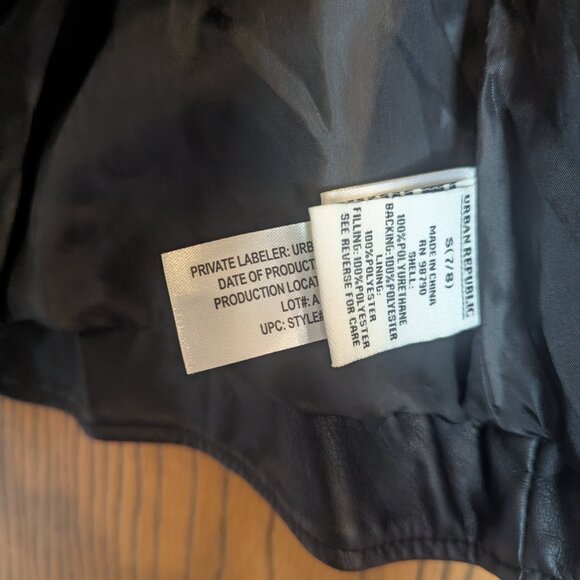 PRIVATE LABELER: URB
DATE OF PRODUCT
PRODUCTION LOCAT
LOT#: A
UPC: STYLE#
URBAN REPUBLIC
S(7/8)
RN 98790
MADE IN CHINA
SHELL:
100%POLYURETHANE
BACKING:100%POLYESTER
LINING:
100%POLYESTER
FILLING:100%POLYESTER
SEE REVERSE FOR CARE